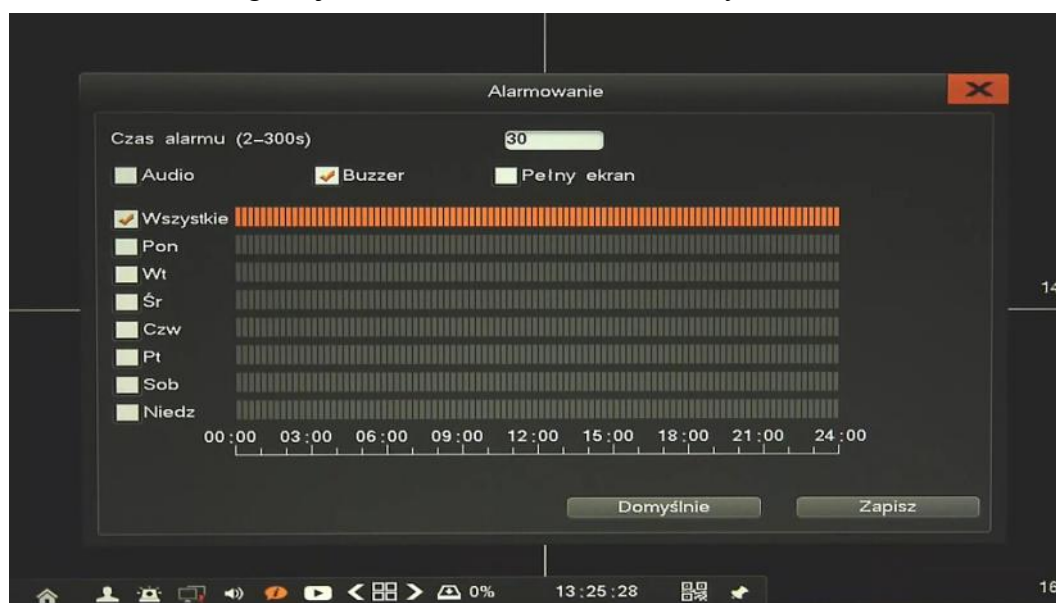 Alarmowanie
Czas alarmu (2–300s) 30
Audio Buzzer Pełny ekran
Wszystkie
Pon
Wt
Śr
Czw
Pt
Sob
Niedz
00:00 03:00 06:00 09:00 12:00 15:00 18:00 21:00 24:00
Domyślnie Zapisz
0% 13:25:28